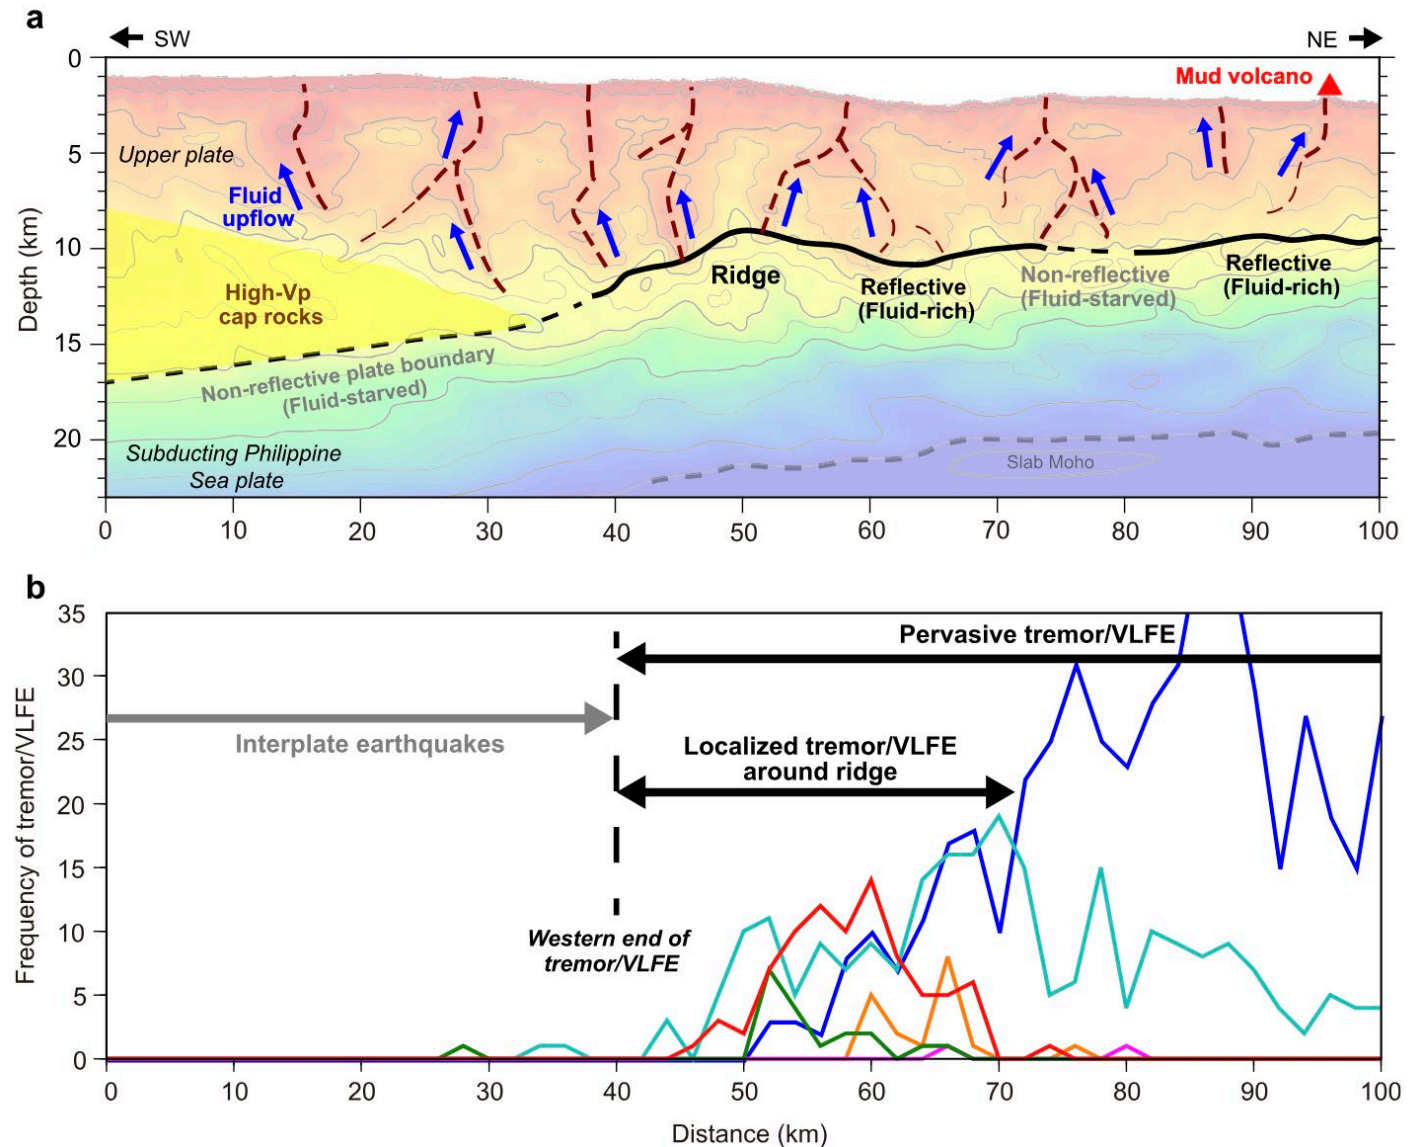 a
SW
NE
Mud volcano
Upper plate
Fluid
upflow
High-Vp
cap rocks
Ridge
Reflective
(Fluid-rich)
Non-reflective
(Fluid-starved)
Reflective
(Fluid-rich)
Non-reflective plate boundary
(Fluid-starved)
Subducting Philippine
Sea plate
Slab Moho
Depth (km)
0
5
10
15
20
0 10 20 30 40 50 60 70 80 90 100
b
Pervasive tremor/VLFE
Interplate earthquakes
Localized tremor/VLFE
around ridge
Western end of
tremor/VLFE
Frequency of tremor/VLFE
35
30
25
20
15
10
5
0
0 10 20 30 40 50 60 70 80 90 100
Distance (km)